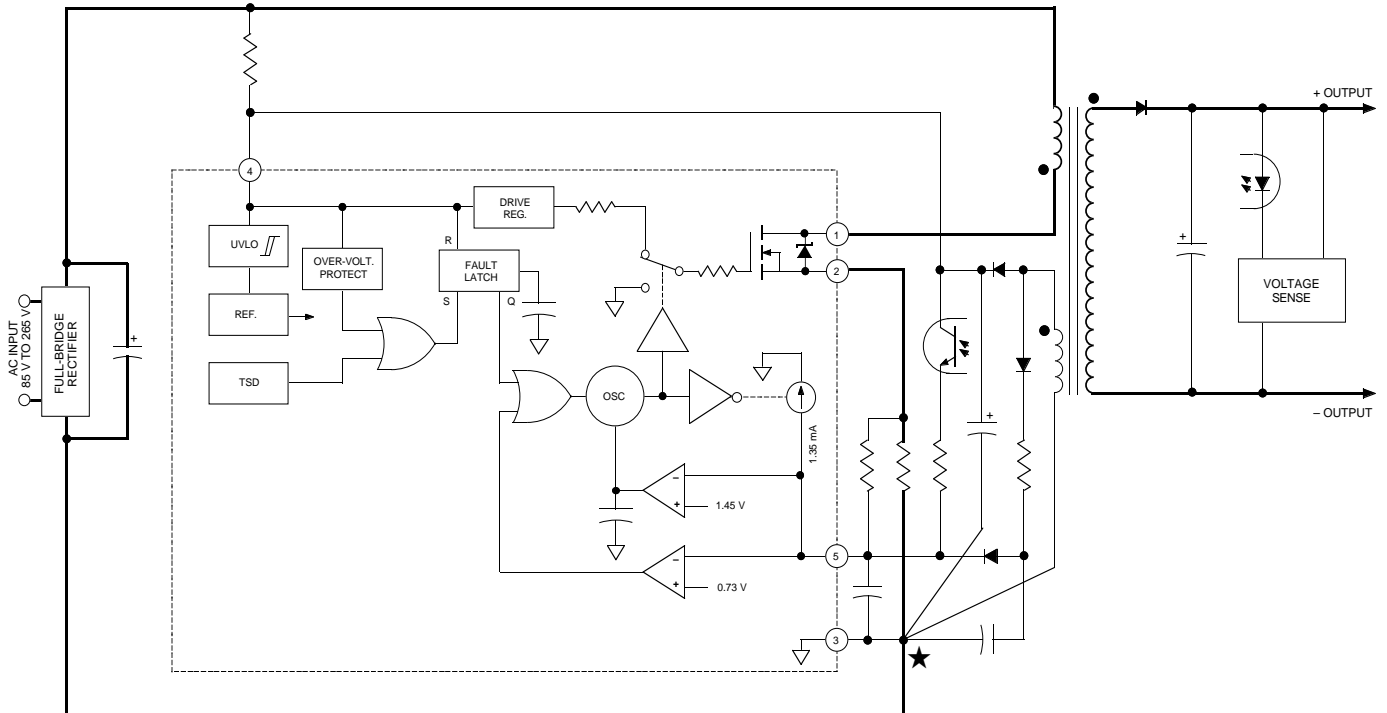 + OUTPUT
4
DRIVE
REG.
R
1
UVLO
OVER-VOLT.
PROTECT
FAULT
LATCH
2
+
VOLTAGE
SENSE
S
Q
AC INPUT
85 V TO 265 V
FULL-BRIDGE
RECTIFIER
+
REF.
TSD
OSC
– OUTPUT
1.35 mA
+
–
+
1.45 V
5
–
+
0.73 V
3